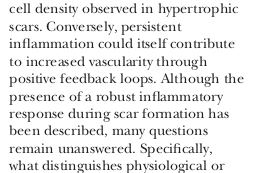 cell density observed in hypertrophic
scars. Conversely, persistent
inflammation could itself contribute
to increased vascularity through
positive feedback loops. Although the
presence of a robust inflammatory
response during scar formation has
been described, many questions
remain unanswered. Specifically,
what distinguishes physiological or